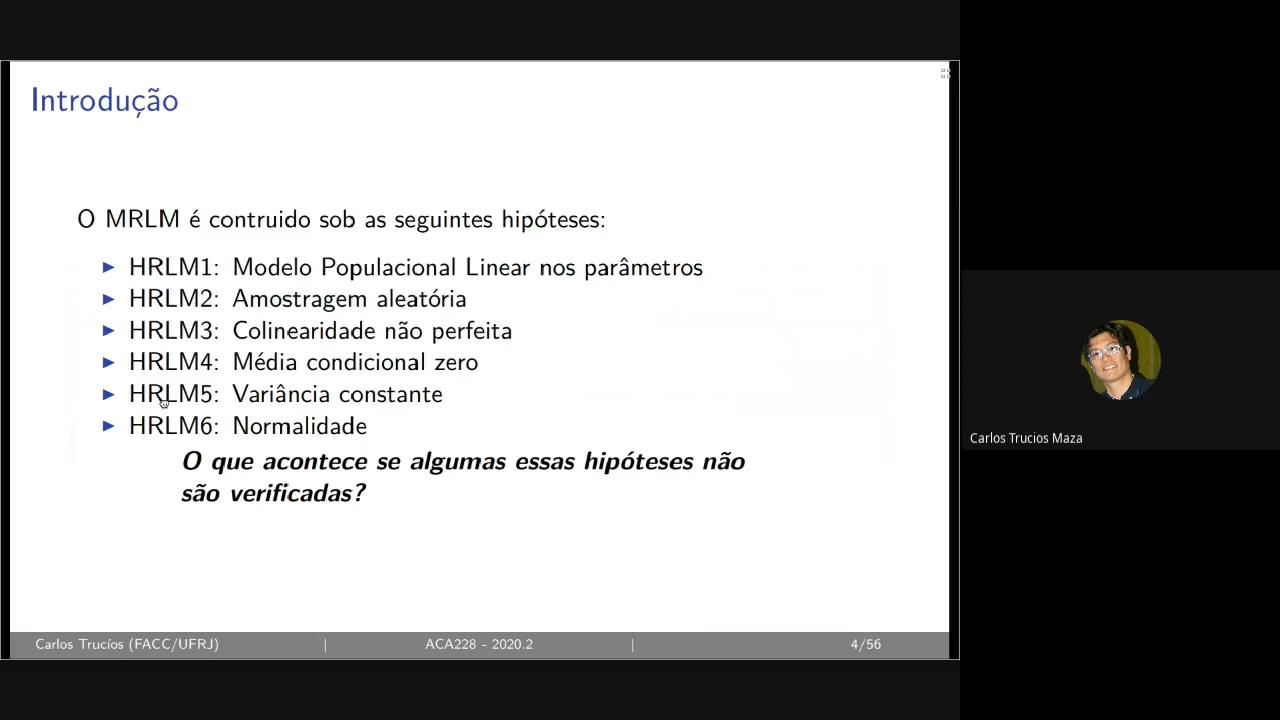 Introdução
O MRLM é contruido sob as seguintes hipóteses:
▶ HRLM1: Modelo Populacional Linear nos parâmetros
▶ HRLM2: Amostragem aleatória
▶ HRLM3: Colinearidade não perfeita
▶ HRLM4: Média condicional zero
▶ HRLM5: Variância constante
▶ HRLM6: Normalidade
O que acontece se algumas essas hipóteses não
são verificadas?
Carlos Trucíos (FACC/UFRJ) | ACA228 - 2020.2 | 4/56
Carlos Trucios Maza